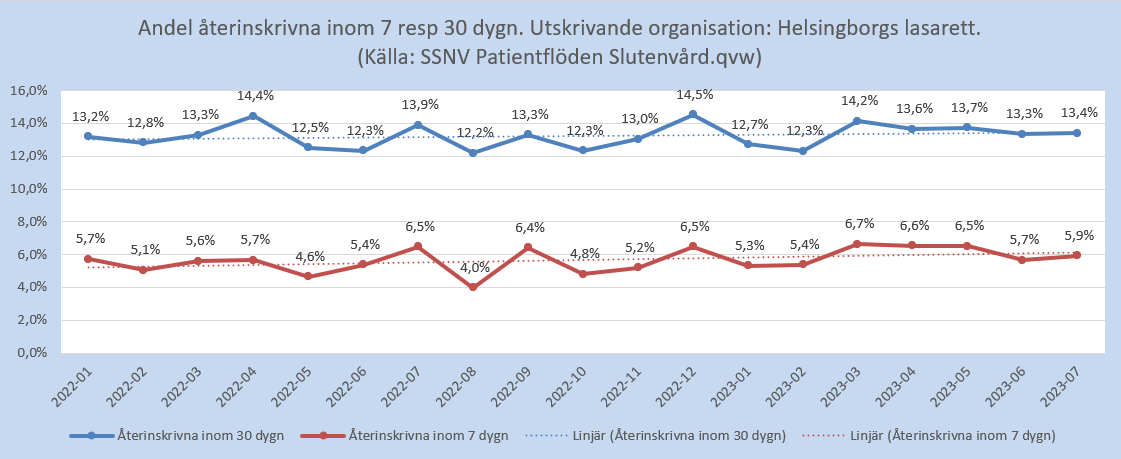 Andel återinskrivna inom 7 resp 30 dygn. Utskrivande organisation: Helsingborgs lasarett.
(Källa: SSNV Patientflöden Slutenvård.qvw)
16,0%
14,0%
12,0%
10,0%
8,0%
6,0%
4,0%
2,0%
0,0%
13,2% 12,8% 13,3% 14,4% 12,5% 12,3% 13,9% 12,2% 13,3% 12,3% 13,0% 14,5% 12,7% 12,3% 14,2% 13,6% 13,7% 13,3% 13,4%
5,7% 5,1% 5,6% 5,7% 4,6% 5,4% 6,5% 4,0% 6,4% 4,8% 5,2% 6,5% 5,3% 5,4% 6,7% 6,6% 6,5% 5,7% 5,9%
2022-01 2022-02 2022-03 2022-04 2022-05 2022-06 2022-07 2022-08 2022-09 2022-10 2022-11 2022-12 2023-01 2023-02 2023-03 2023-04 2023-05 2023-06 2023-07
Återinskrivna inom 30 dygn Återinskrivna inom 7 dygn Linjär (Återinskrivna inom 30 dygn) Linjär (Återinskrivna inom 7 dygn)